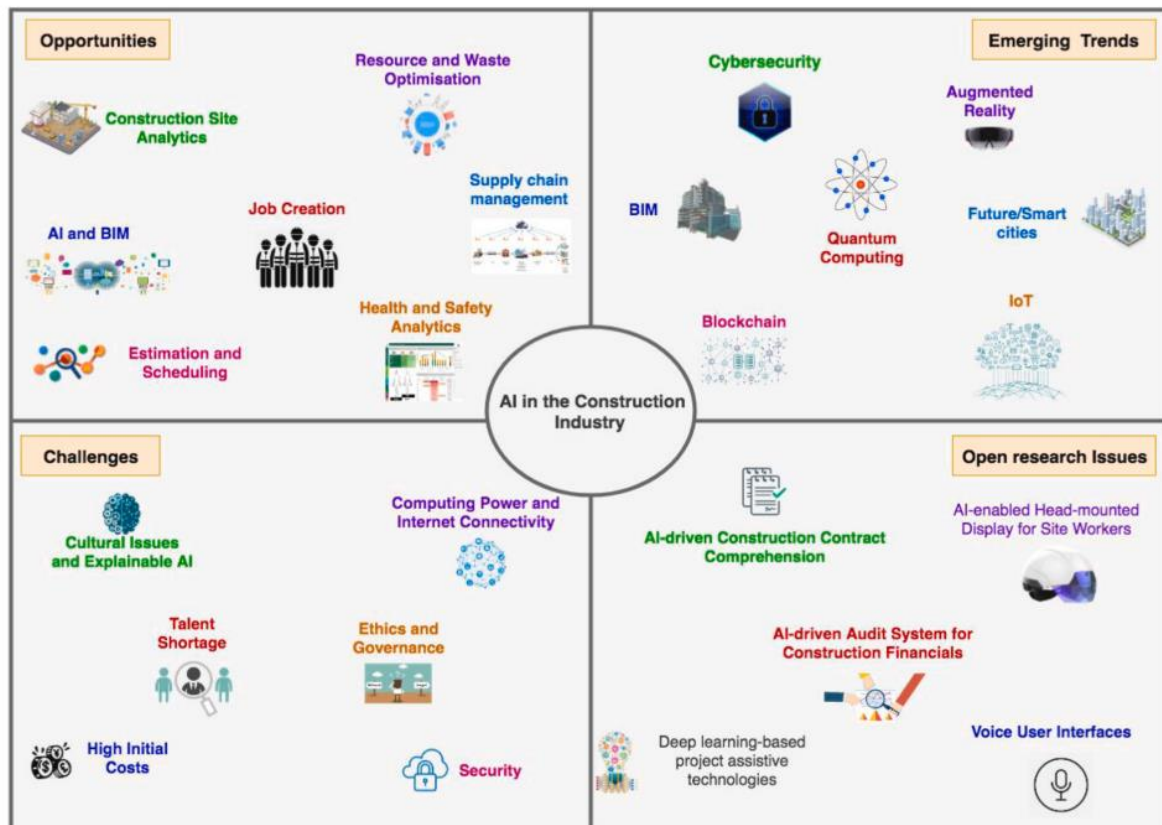 Opportunities
Resource and Waste
Optimisation
Construction Site
Analytics
Supply chain
management
Job Creation
AI and BIM
Health and Safety
Analytics
Estimation and
Scheduling
Emerging Trends
Cybersecurity
Augmented
Reality
BIM
Future/Smart
cities
Quantum
Computing
IoT
Blockchain
AI in the Construction
Industry
Challenges
Computing Power and
Internet Connectivity
Cultural Issues
and Explainable AI
Talent
Shortage
Ethics and
Governance
High Initial
Costs
Security
Open research Issues
AI-enabled Head-mounted
Display for Site Workers
AI-driven Construction Contract
Comprehension
AI-driven Audit System for
Construction Financials
Voice User Interfaces
Deep learning-based
project assistive
technologies